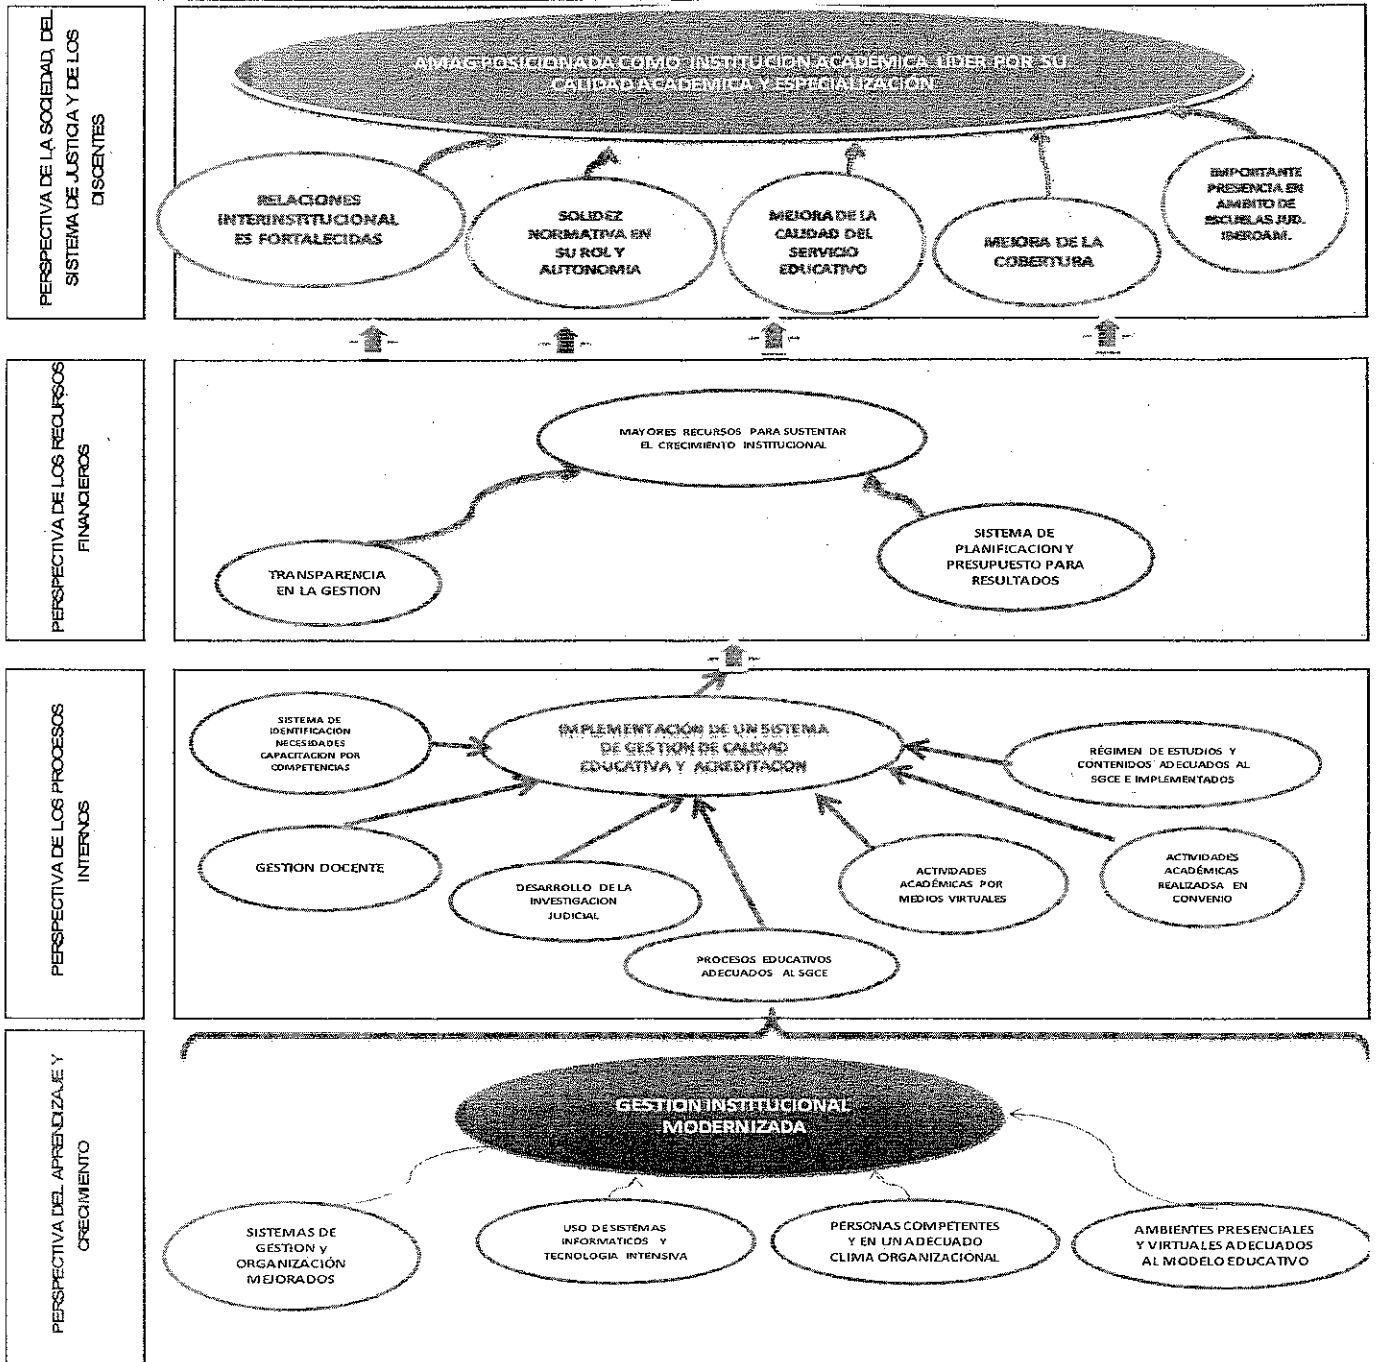 PERSPECTIVA DE LA SOCIEDAD, DEL
SISTEMA DE JUSTICIA Y DE LOS
DISCENTES
AMAG POSICIONADA COMO INSTITUCION ACADEMICA LIDER POR SU
CALIDAD ACADEMICA Y ESPECIALIZACIÓN
RELACIONES
INTERINSTITUCIONAL
ES FORTALECIDAS
SOLIDEZ
NORMATIVA EN
SU ROL Y
AUTONOMIA
MEJORA DE LA
CALIDAD DEL
SERVICIO
EDUCATIVO
MEJORA DE LA
COBERTURA
IMPORTANTE
PRESENCIA EN
AMBITO DE
ESCUELAS JUD.
IBEROAM.
PERSPECTIVA DE LOS RECURSOS
FINANCIEROS
MAYORES RECURSOS PARA SUSTENTAR
EL CRECIMIENTO INSTITUCIONAL
TRANSPARENCIA
EN LA GESTION
SISTEMA DE
PLANIFICACION Y
PRESUPUESTO PARA
RESULTADOS
PERSPECTIVA DE LOS PROCESOS
INTERNOS
SISTEMA DE
IDENTIFICACION
NECESIDADES
CAPACITACION POR
COMPETENCIAS
IMPLEMENTACIÓN DE UN SISTEMA
DE GESTION DE CALIDAD
EDUCATIVA Y ACREDITACION
RÉGIMEN DE ESTUDIOS Y
CONTENIDOS ADECUADOS AL
SGCE E IMPLEMENTADOS
GESTION DOCENTE
DESARROLLO DE LA
INVESTIGACION
JUDICIAL
PROCESOS EDUCATIVOS
ADECUADOS AL SGCE
ACTIVIDADES
ACADÉMICAS POR
MEDIOS VIRTUALES
ACTIVIDADES
ACADÉMICAS
REALIZADSA EN
CONVENIO
PERSPECTIVA DEL APRENDIZAJE Y
CRECIMIENTO
GESTION INSTITUCIONAL
MODERNIZADA
SISTEMAS DE
GESTION y
ORGANIZACIÓN
MEJORADOS
USO DE SISTEMAS
INFORMATICOS Y
TECNOLOGIA INTENSIVA
PERSONAS COMPETENTES
Y EN UN ADECUADO
CLIMA ORGANIZACIONAL
AMBIENTES PRESENCIALES
Y VIRTUALES ADECUADOS
AL MODELO EDUCATIVO